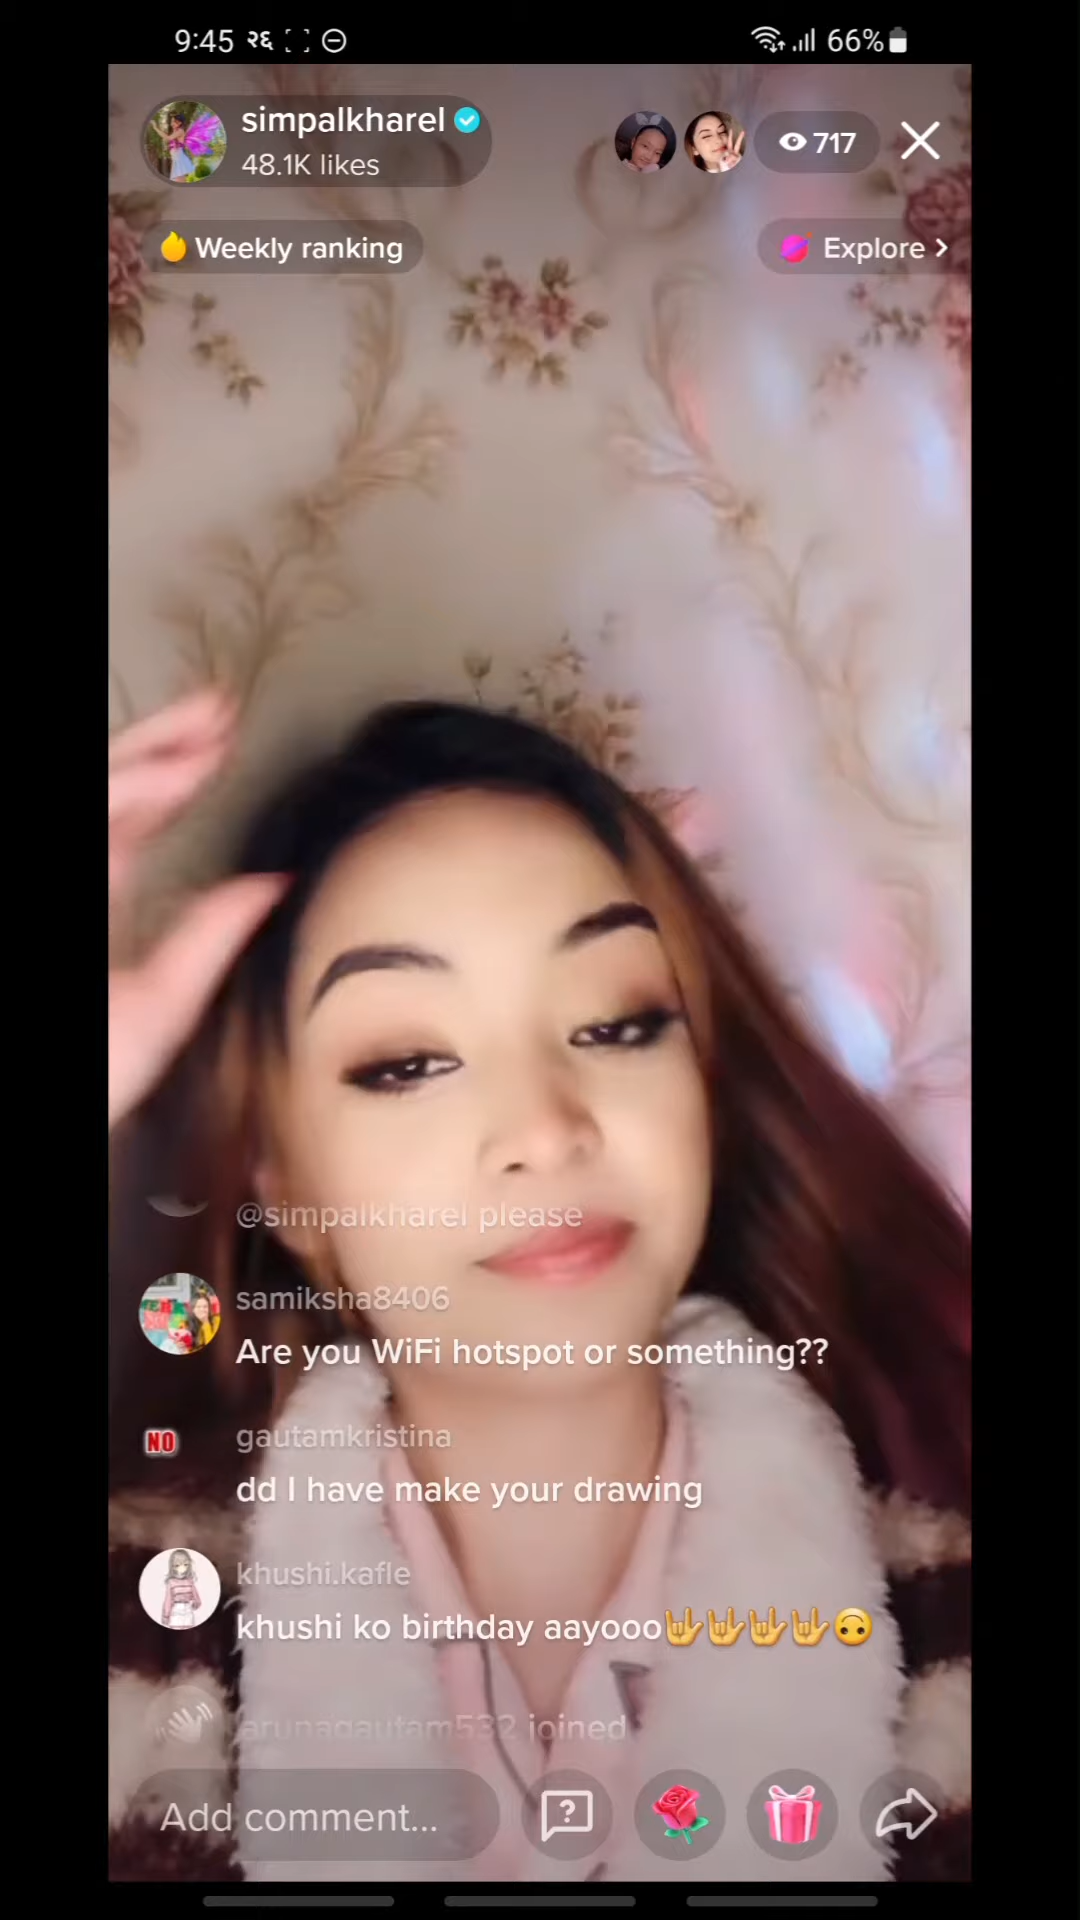 9:45 २६ 66%
simpalkharel
48.1K likes
717
Weekly ranking
Explore >
@simpalkharel please
samiksha8406
Are you WiFi hotspot or something??
NO
gautamkristina
dd I have make your drawing
khushi.kafle
khushi ko birthday aayooo🤟🤟🤟🤟🙃
arunagautam532 joined
Add comment...